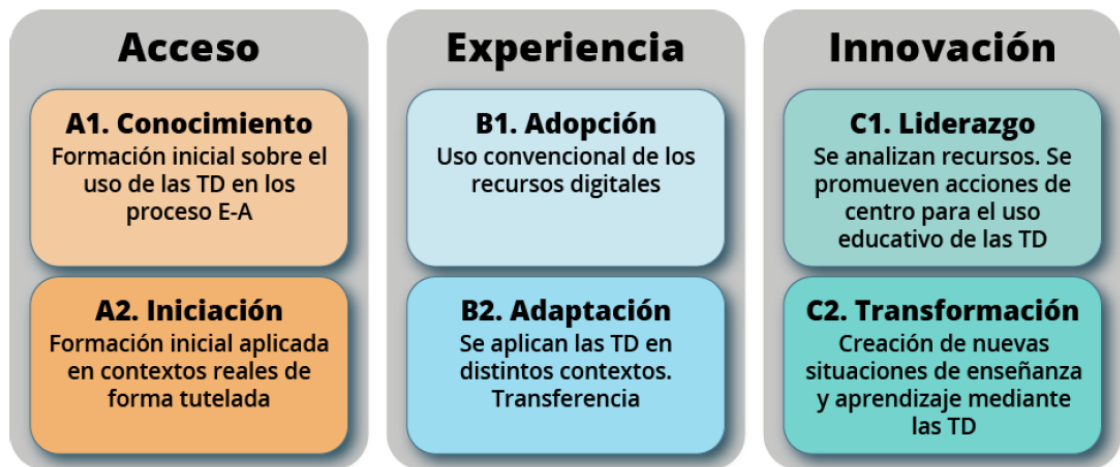 Acceso
A1. Conocimiento
Formación inicial sobre el
uso de las TD en los
proceso E-A
A2. Iniciación
Formación inicial aplicada
en contextos reales de
forma tutelada
Experiencia
B1. Adopción
Uso convencional de los
recursos digitales
B2. Adaptación
Se aplican las TD en
distintos contextos.
Transferencia
Innovación
C1. Liderazgo
Se analizan recursos. Se
promueven acciones de
centro para el uso
educativo de las TD
C2. Transformación
Creación de nuevas
situaciones de enseñanza
y aprendizaje mediante
las TD